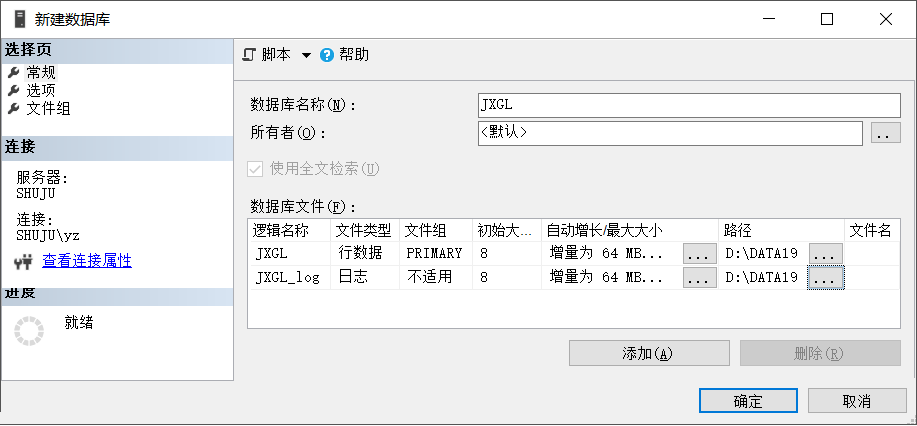 新建数据库
选择页
常规
选项
文件组
连接
服务器:
SHUJU
连接:
SHUJU\yz
查看连接属性
进度
就绪
脚本 帮助
数据库名称(N): JXGL
所有者(O): <默认> ..
使用全文检索(U)
数据库文件(F):
逻辑名称 文件类型 文件组 初始大... 自动增长/最大大小 路径 文件名
JXGL 行数据 PRIMARY 8 增量为 64 MB... ... D:\DATA19 ...
JXGL_log 日志 不适用 8 增量为 64 MB... ... D:\DATA19 ...
添加(A) 删除(R)
确定 取消